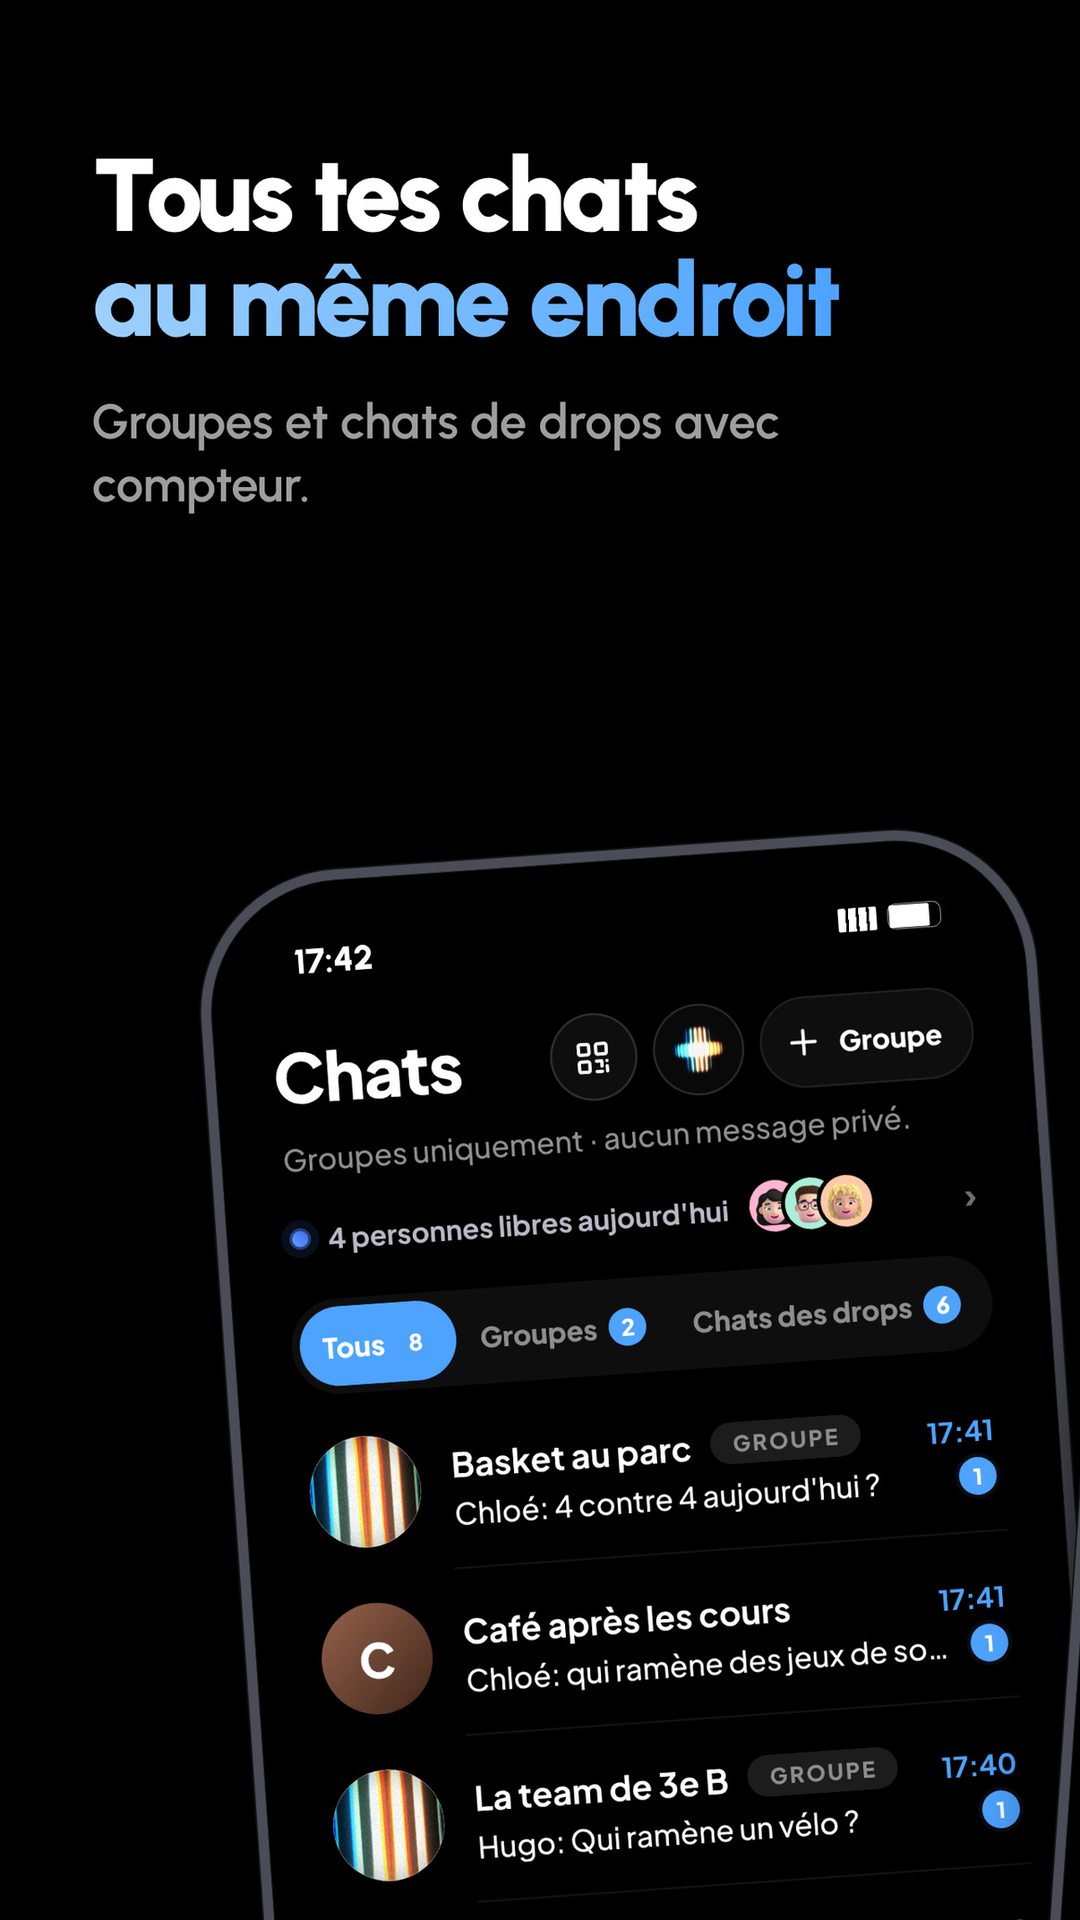 Tous tes chats
au même endroit
Groupes et chats de drops avec
compteur.
17:42
Chats
+ Groupe
Groupes uniquement · aucun message privé.
4 personnes libres aujourd'hui ›
Tous 8 Groupes 2 Chats des drops 6
Basket au parc GROUPE 17:41
Chloé: 4 contre 4 aujourd'hui ? 1
C
Café après les cours 17:41
Chloé: qui ramène des jeux de so... 1
La team de 3e B GROUPE 17:40
Hugo: Qui ramène un vélo ? 1